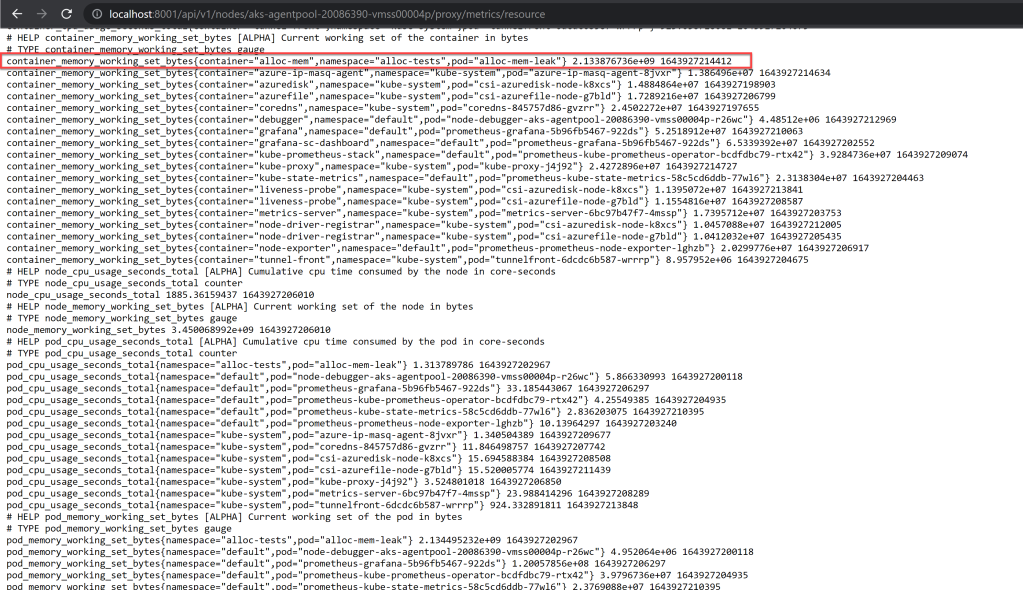 localhost:8001/api/v1/nodes/aks-agentpool-20086390-vmss00004p/proxy/metrics/resource
# HELP container_memory_working_set_bytes [ALPHA] Current working set of the container in bytes
# TYPE container_memory_working_set_bytes gauge
container_memory_working_set_bytes{container="alloc-mem",namespace="alloc-tests",pod="alloc-mem-leak"} 2.133876736e+09 1643927214412
container_memory_working_set_bytes{container="azure-ip-masq-agent",namespace="kube-system",pod="azure-ip-masq-agent-8jvxr"} 1.386496e+07 1643927214634
container_memory_working_set_bytes{container="azuredisk",namespace="kube-system",pod="csi-azuredisk-node-k8xcs"} 1.4884864e+07 1643927198903
container_memory_working_set_bytes{container="azurefile",namespace="kube-system",pod="csi-azurefile-node-g7bld"} 1.7289216e+07 1643927206799
container_memory_working_set_bytes{container="coredns",namespace="kube-system",pod="coredns-845757d86-gvzrr"} 2.4502272e+07 1643927197655
container_memory_working_set_bytes{container="debugger",namespace="default",pod="node-debugger-aks-agentpool-20086390-vmss00004p-r26wc"} 4.48512e+06 1643927212969
container_memory_working_set_bytes{container="grafana",namespace="default",pod="prometheus-grafana-5b96fb5467-922ds"} 5.2518912e+07 1643927210063
container_memory_working_set_bytes{container="grafana-sc-dashboard",namespace="default",pod="prometheus-grafana-5b96fb5467-922ds"} 6.5339392e+07 1643927202552
container_memory_working_set_bytes{container="kube-prometheus-stack",namespace="default",pod="prometheus-kube-prometheus-operator-bcdfdbc79-rtx42"} 3.9284736e+07 1643927209074
container_memory_working_set_bytes{container="kube-proxy",namespace="kube-system",pod="kube-proxy-j4j92"} 2.4272896e+07 1643927214727
container_memory_working_set_bytes{container="kube-state-metrics",namespace="default",pod="prometheus-kube-state-metrics-58c5cd6ddb-77wl6"} 2.3138304e+07 1643927204463
container_memory_working_set_bytes{container="liveness-probe",namespace="kube-system",pod="csi-azuredisk-node-k8xcs"} 1.1395072e+07 1643927213841
container_memory_working_set_bytes{container="liveness-probe",namespace="kube-system",pod="csi-azurefile-node-g7bld"} 1.1554816e+07 1643927208587
container_memory_working_set_bytes{container="metrics-server",namespace="kube-system",pod="metrics-server-6bc97b47f7-4mssp"} 1.7395712e+07 1643927203753
container_memory_working_set_bytes{container="node-driver-registrar",namespace="kube-system",pod="csi-azuredisk-node-k8xcs"} 1.0457088e+07 1643927212005
container_memory_working_set_bytes{container="node-driver-registrar",namespace="kube-system",pod="csi-azurefile-node-g7bld"} 1.0412032e+07 1643927205435
container_memory_working_set_bytes{container="node-exporter",namespace="default",pod="prometheus-prometheus-node-exporter-lghzb"} 2.0299776e+07 1643927206917
container_memory_working_set_bytes{container="tunnel-front",namespace="kube-system",pod="tunnelfront-6dcdc6b587-wrrrp"} 8.957952e+06 1643927204675
# HELP node_cpu_usage_seconds_total [ALPHA] Cumulative cpu time consumed by the node in core-seconds
# TYPE node_cpu_usage_seconds_total counter
node_cpu_usage_seconds_total 1885.36159437 1643927206010
# HELP node_memory_working_set_bytes [ALPHA] Current working set of the node in bytes
# TYPE node_memory_working_set_bytes gauge
node_memory_working_set_bytes 3.450068992e+09 1643927206010
# HELP pod_cpu_usage_seconds_total [ALPHA] Cumulative cpu time consumed by the pod in core-seconds
# TYPE pod_cpu_usage_seconds_total counter
pod_cpu_usage_seconds_total{namespace="alloc-tests",pod="alloc-mem-leak"} 1.313789786 1643927202967
pod_cpu_usage_seconds_total{namespace="default",pod="node-debugger-aks-agentpool-20086390-vmss00004p-r26wc"} 5.866330993 1643927200118
pod_cpu_usage_seconds_total{namespace="default",pod="prometheus-grafana-5b96fb5467-922ds"} 33.185443067 1643927206297
pod_cpu_usage_seconds_total{namespace="default",pod="prometheus-kube-prometheus-operator-bcdfdbc79-rtx42"} 4.25549385 1643927204935
pod_cpu_usage_seconds_total{namespace="default",pod="prometheus-kube-state-metrics-58c5cd6ddb-77wl6"} 2.836203075 1643927210395
pod_cpu_usage_seconds_total{namespace="default",pod="prometheus-prometheus-node-exporter-lghzb"} 10.13964297 1643927203240
pod_cpu_usage_seconds_total{namespace="kube-system",pod="azure-ip-masq-agent-8jvxr"} 1.340504389 1643927209677
pod_cpu_usage_seconds_total{namespace="kube-system",pod="coredns-845757d86-gvzrr"} 11.846498757 1643927207742
pod_cpu_usage_seconds_total{namespace="kube-system",pod="csi-azuredisk-node-k8xcs"} 15.694588384 1643927208508
pod_cpu_usage_seconds_total{namespace="kube-system",pod="csi-azurefile-node-g7bld"} 15.520005774 1643927211439
pod_cpu_usage_seconds_total{namespace="kube-system",pod="kube-proxy-j4j92"} 3.524801018 1643927206850
pod_cpu_usage_seconds_total{namespace="kube-system",pod="metrics-server-6bc97b47f7-4mssp"} 23.988414296 1643927208289
pod_cpu_usage_seconds_total{namespace="kube-system",pod="tunnelfront-6dcdc6b587-wrrrp"} 924.332891811 1643927213848
# HELP pod_memory_working_set_bytes [ALPHA] Current working set of the pod in bytes
# TYPE pod_memory_working_set_bytes gauge
pod_memory_working_set_bytes{namespace="alloc-tests",pod="alloc-mem-leak"} 2.134495232e+09 1643927202967
pod_memory_working_set_bytes{namespace="default",pod="node-debugger-aks-agentpool-20086390-vmss00004p-r26wc"} 4.952064e+06 1643927200118
pod_memory_working_set_bytes{namespace="default",pod="prometheus-grafana-5b96fb5467-922ds"} 1.20057856e+08 1643927206297
pod_memory_working_set_bytes{namespace="default",pod="prometheus-kube-prometheus-operator-bcdfdbc79-rtx42"} 3.9796736e+07 1643927204935
pod_memory_working_set_bytes{namespace="default",pod="prometheus-kube-state-metrics-58c5cd6ddb-77wl6"} 2.3769088e+07 1643927210395